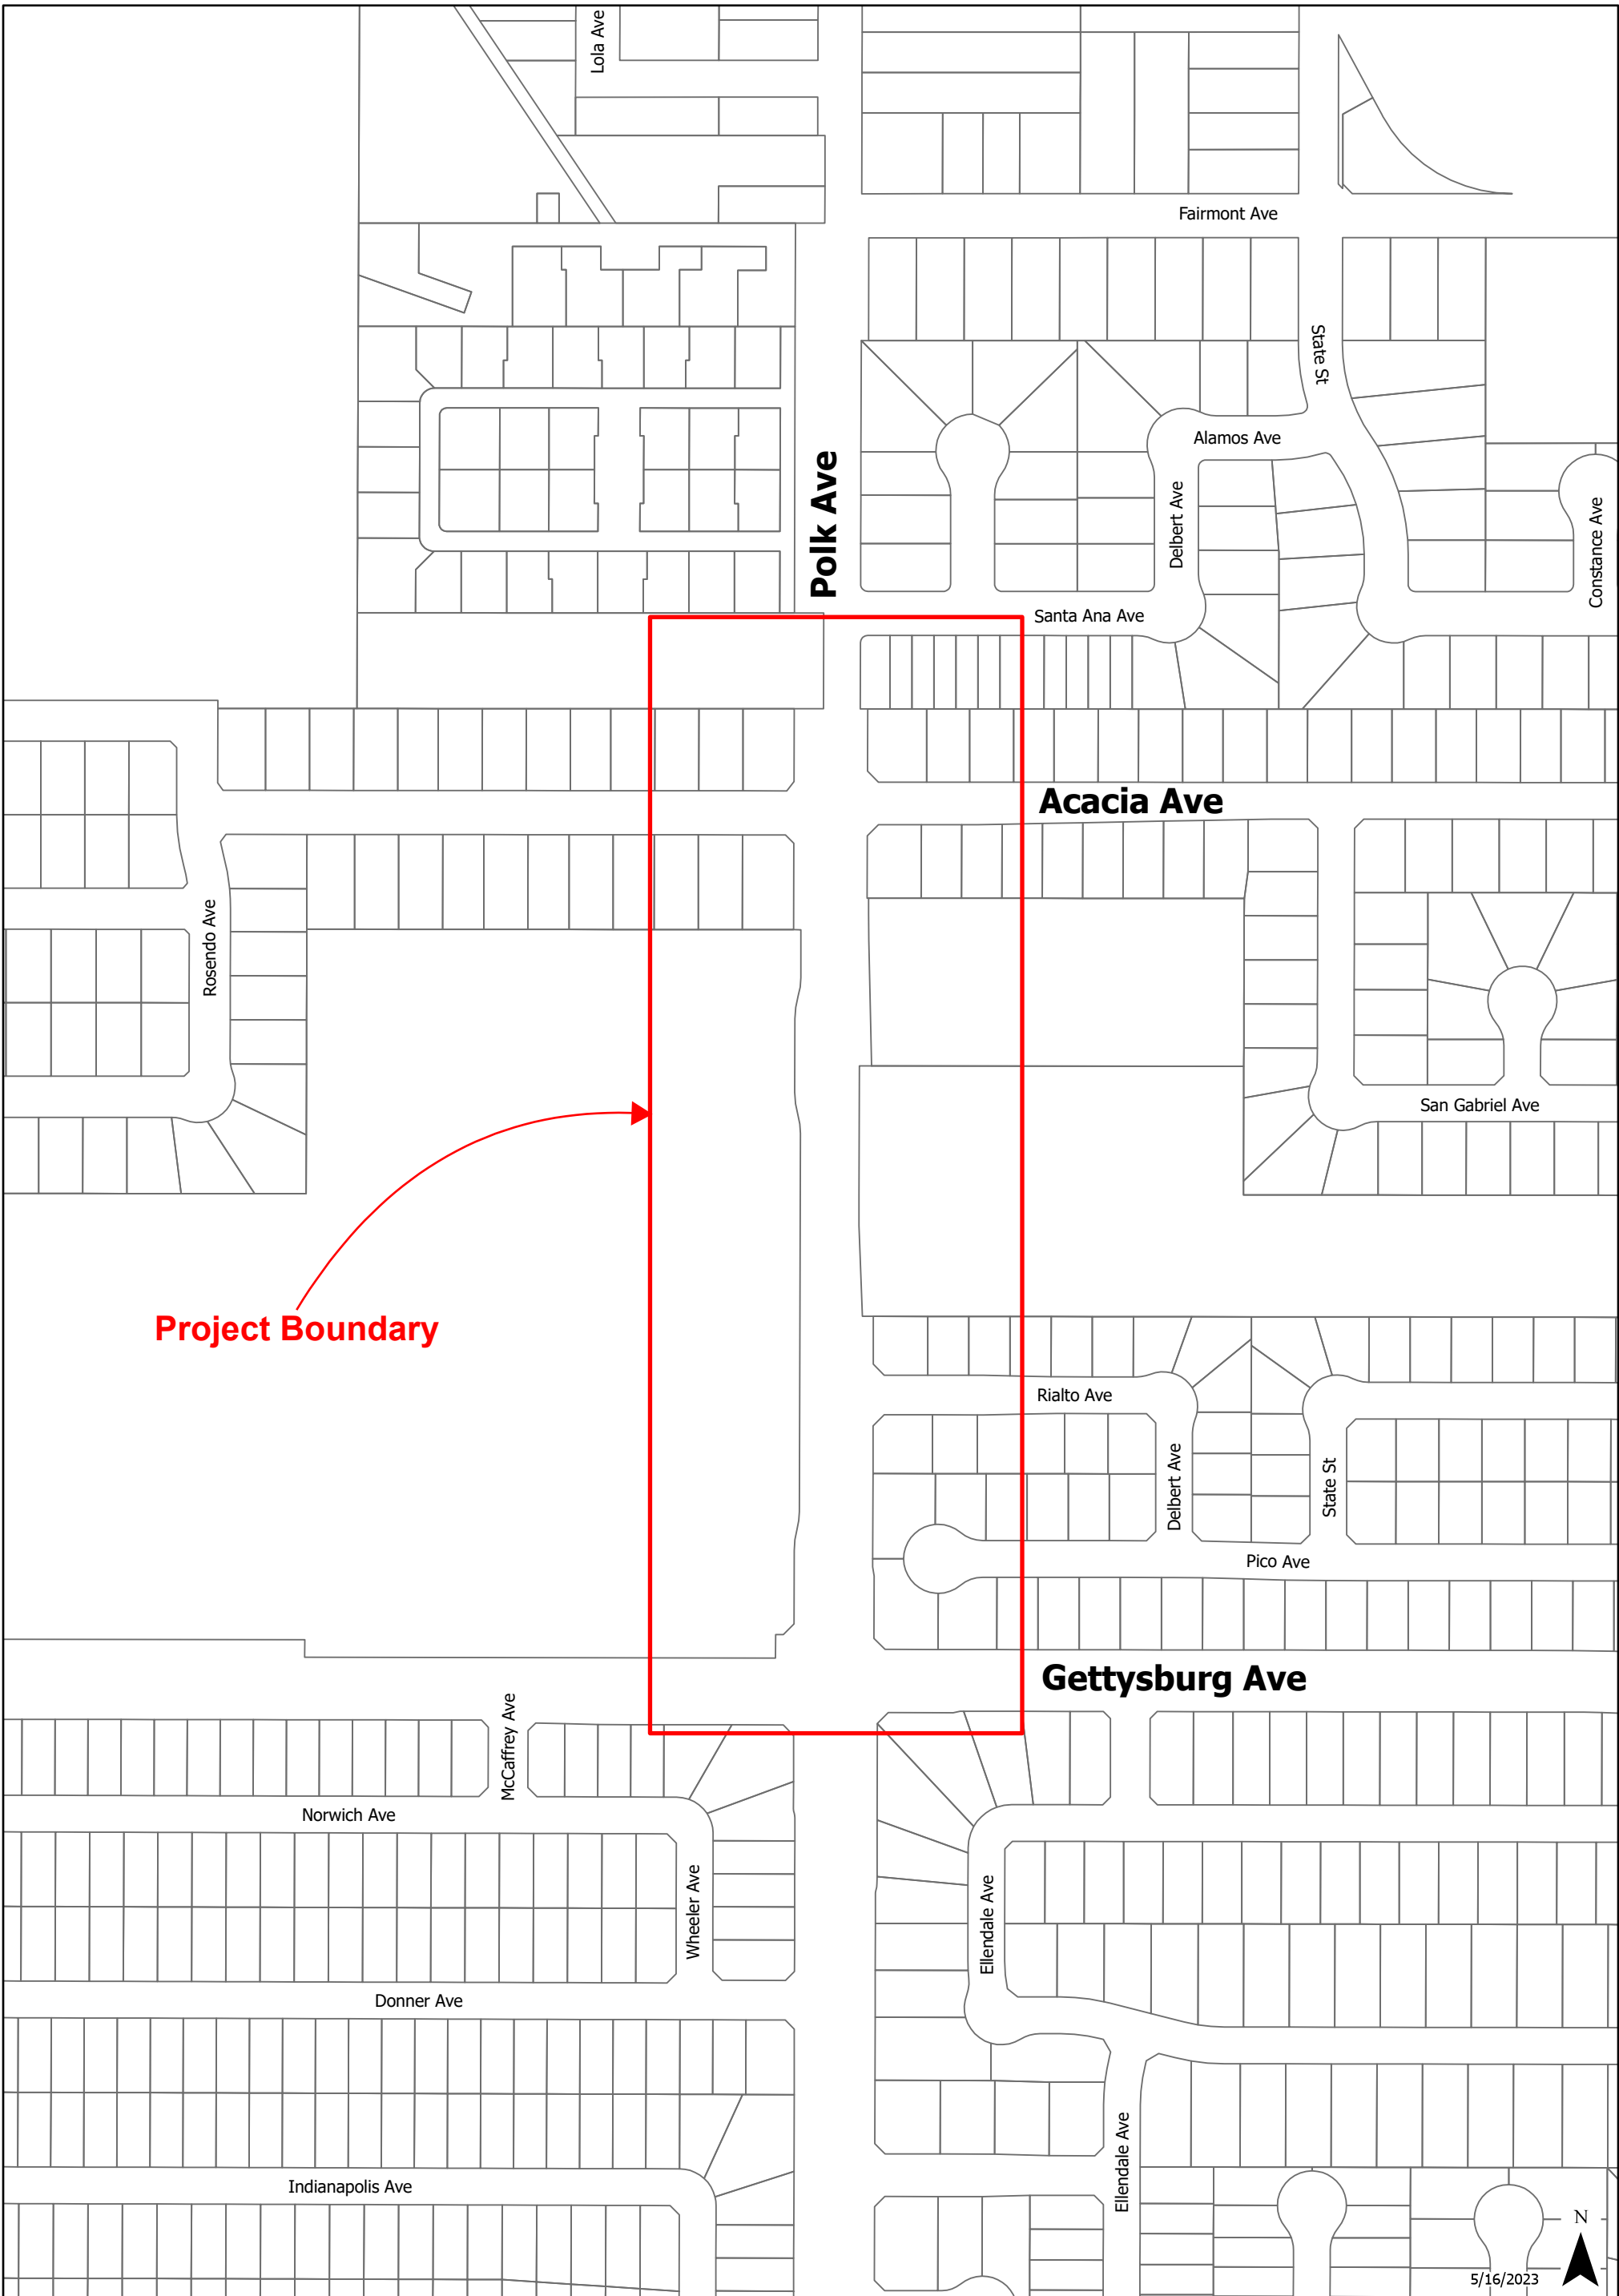 Lola Ave
Fairmont Ave
State St
Alamos Ave
Polk Ave
Delbert Ave
Constance Ave
Santa Ana Ave
Acacia Ave
Rosendo Ave
San Gabriel Ave
Project Boundary
Rialto Ave
Delbert Ave
State St
Pico Ave
Gettysburg Ave
McCaffrey Ave
Norwich Ave
Wheeler Ave
Ellendale Ave
Donner Ave
Ellendale Ave
Indianapolis Ave
N
5/16/2023